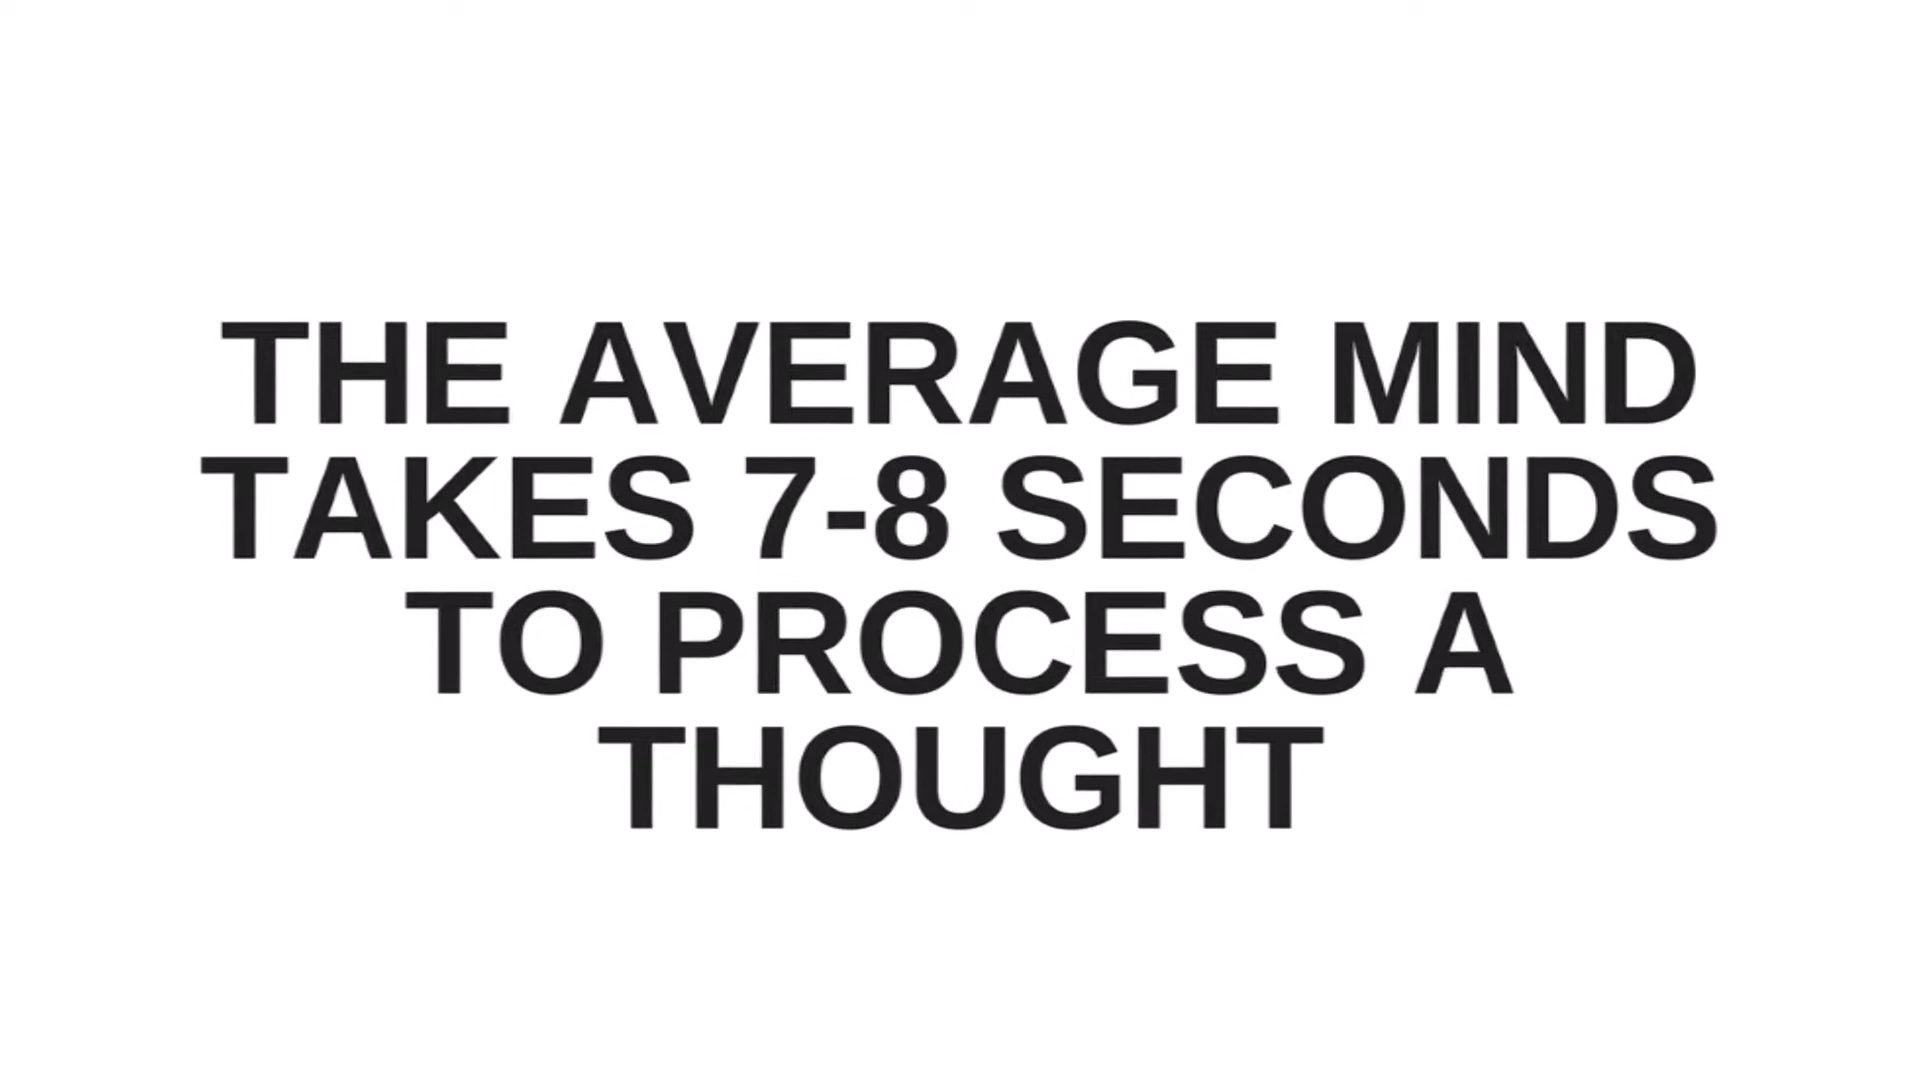 THE AVERAGE MIND
TAKES 7-8 SECONDS
TO PROCESS A
THOUGHT